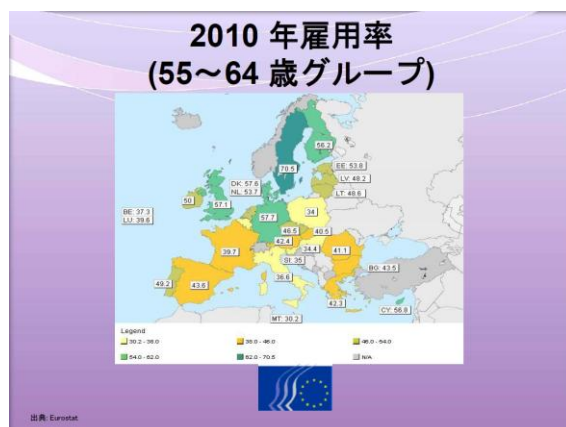 2010 年雇用率
(55～64 歳グループ)
56.2
70.5
EE: 53.8
LV: 48.2
LT: 48.6
DK: 57.6
NL: 53.7
50
57.1
BE: 37.3
LU: 39.6
57.7
34
46.5
40.5
42.4
39.7
34.4
41.1
SI: 35
BG: 43.5
49.2
43.6
36.6
42.3
CY: 56.8
MT: 30.2
Legend
30.2 - 38.0
38.0 - 46.0
46.0 - 54.0
54.0 - 62.0
62.0 - 70.5
N/A
出典: Eurostat